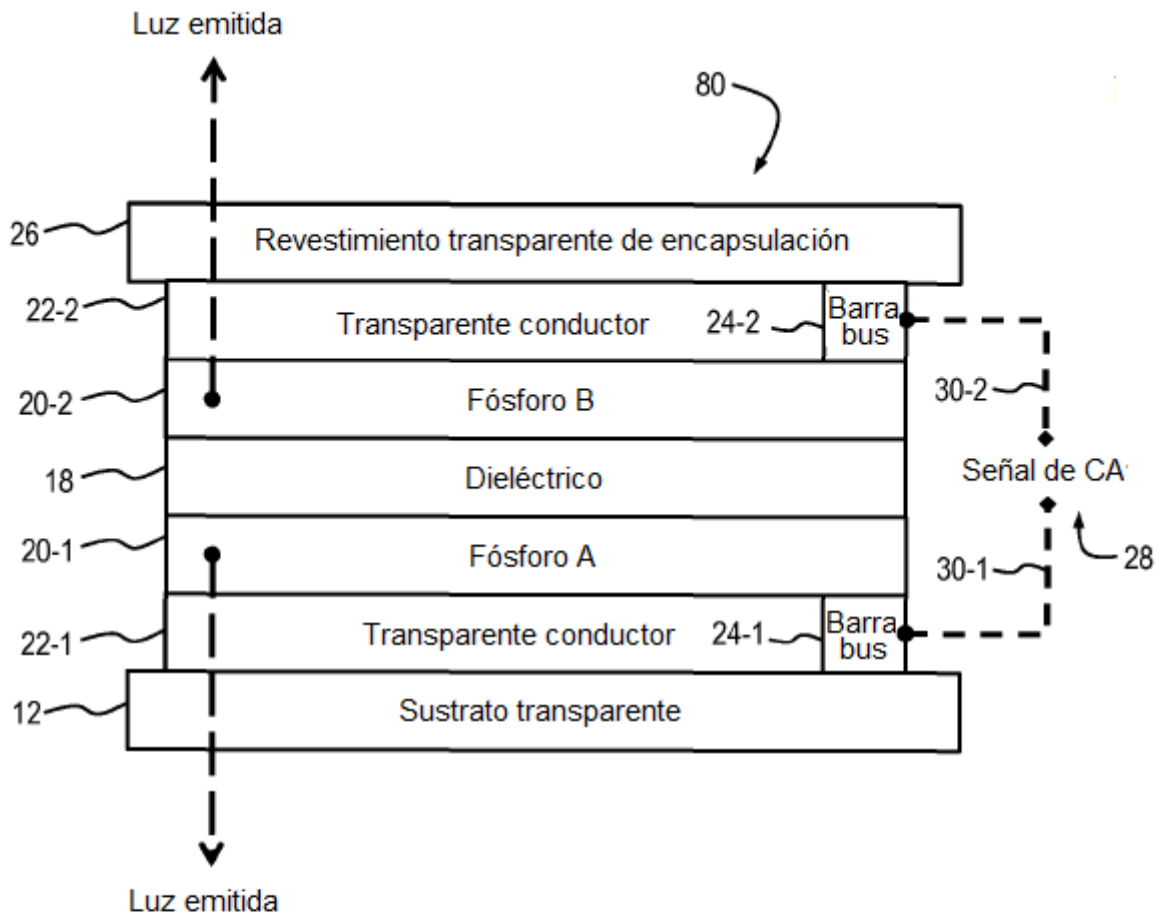 Luz emitida
80
26
Revestimiento transparente de encapsulación
22-2
Transparente conductor
24-2
Barra
bus
30-2
20-2
Fósforo B
18
Dieléctrico
Señal de CA
20-1
Fósforo A
30-1
28
22-1
Transparente conductor
24-1
Barra
bus
12
Sustrato transparente
Luz emitida